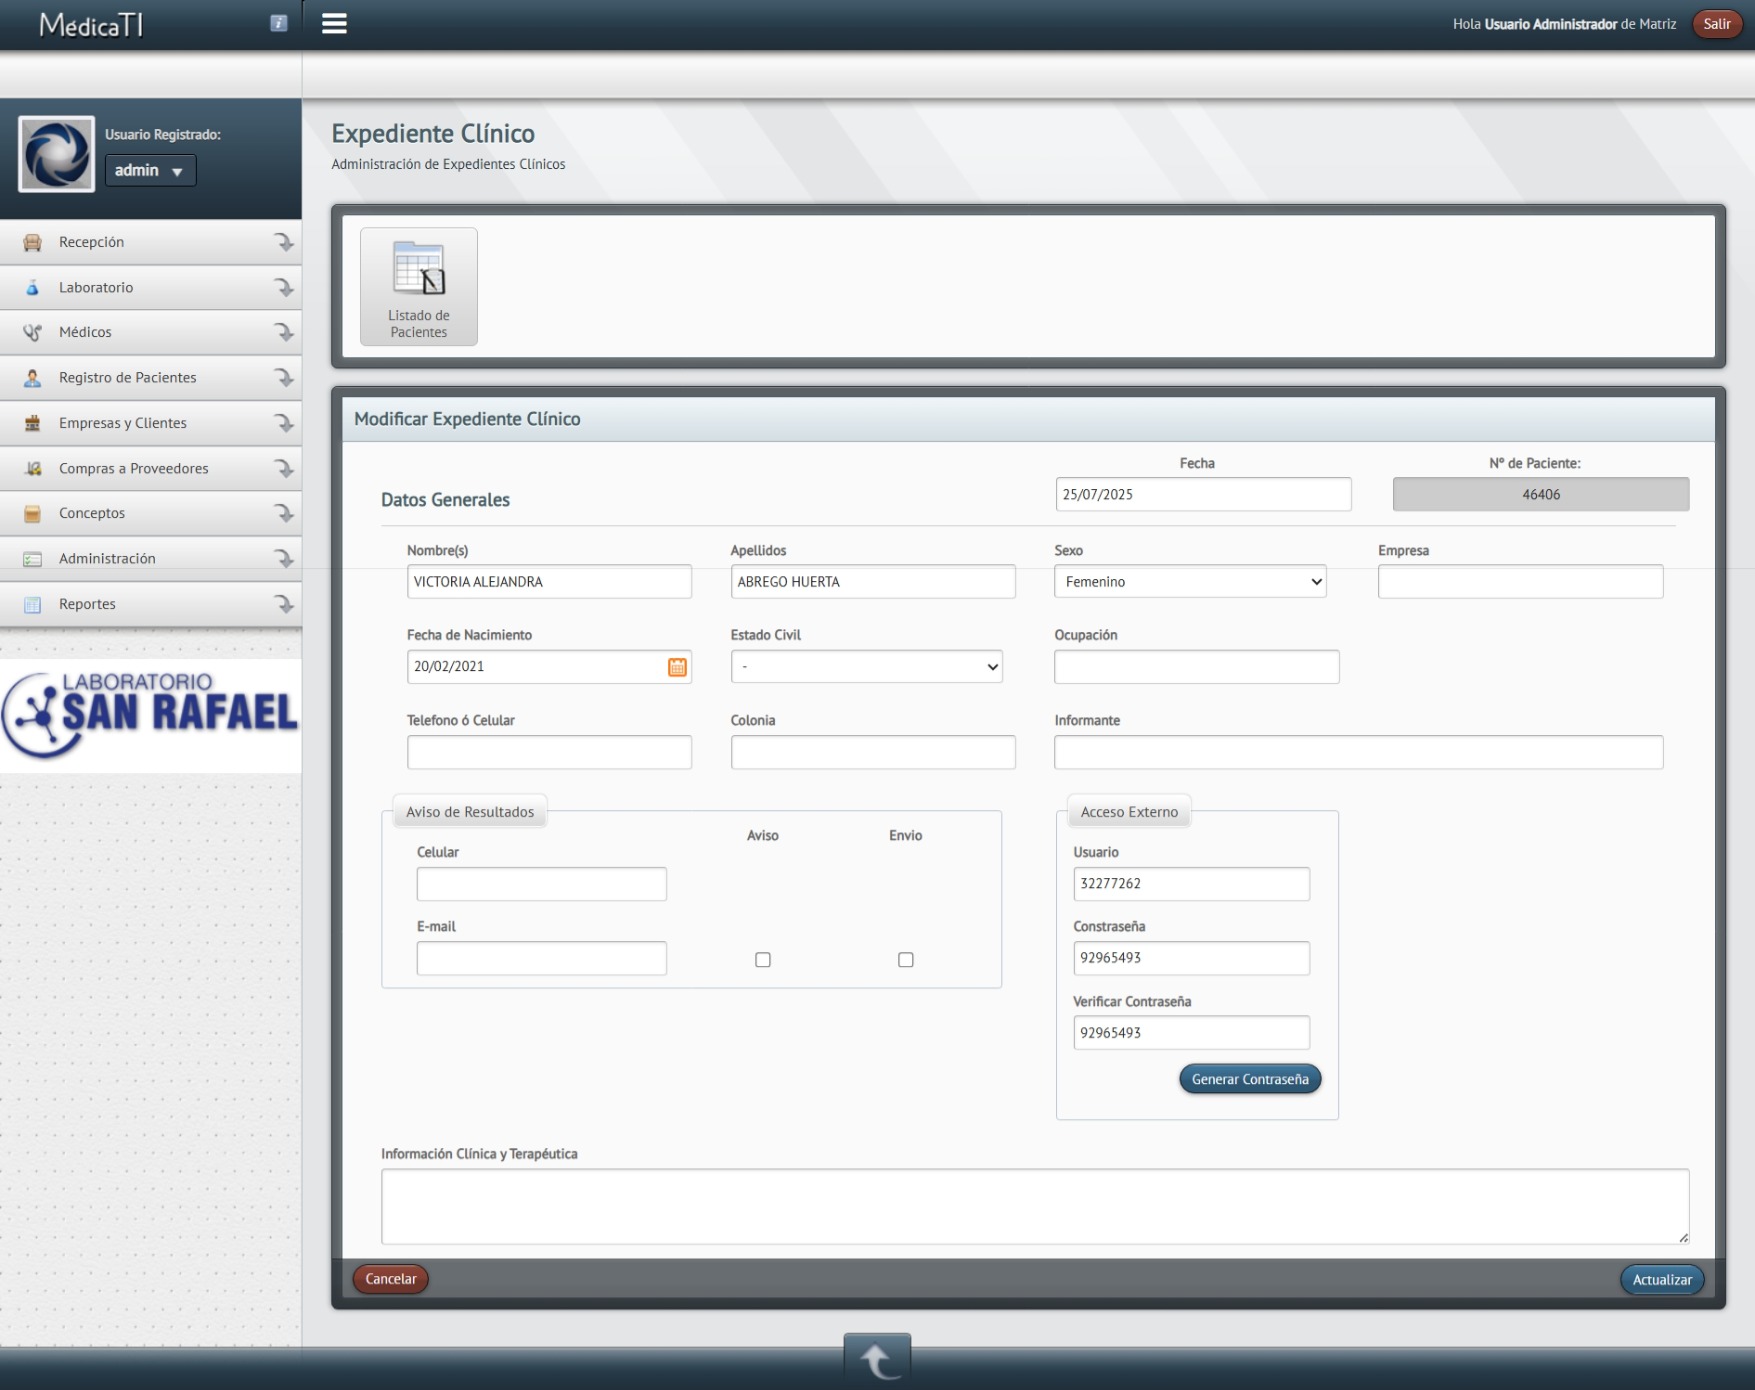 MédicaTI
Hola Usuario Administrador de Matriz
Salir
Usuario Registrado:
admin
Recepción
Laboratorio
Médicos
Registro de Pacientes
Empresas y Clientes
Compras a Proveedores
Conceptos
Administración
Reportes
LABORATORIO
SAN RAFAEL
Expediente Clínico
Administración de Expedientes Clínicos
Listado de
Pacientes
Modificar Expediente Clínico
Fecha
Nº de Paciente:
Datos Generales
25/07/2025
46406
Nombre(s)
Apellidos
Sexo
Empresa
VICTORIA ALEJANDRA
ABREGO HUERTA
Femenino
Fecha de Nacimiento
Estado Civil
Ocupación
20/02/2021
-
Telefono ó Celular
Colonia
Informante
Aviso de Resultados
Aviso
Envio
Celular
E-mail
Acceso Externo
Usuario
32277262
Constraseña
92965493
Verificar Contraseña
92965493
Generar Contraseña
Información Clínica y Terapéutica
Cancelar
Actualizar